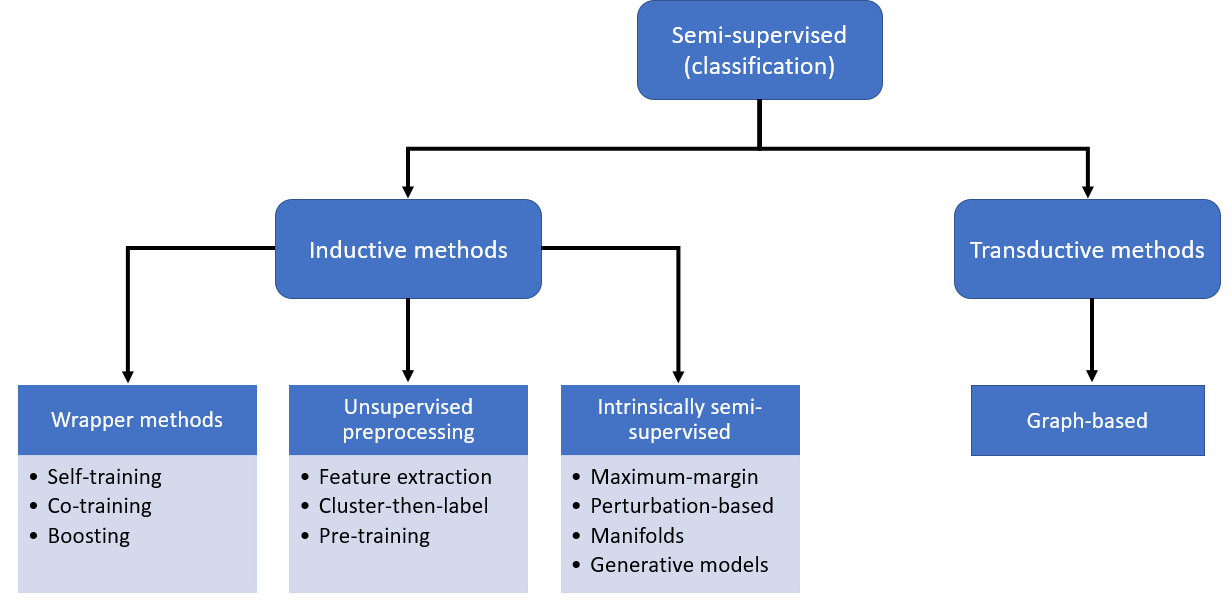 Semi-supervised
(classification)
Inductive methods
Transductive methods
Wrapper methods
• Self-training
• Co-training
• Boosting
Unsupervised
preprocessing
• Feature extraction
• Cluster-then-label
• Pre-training
Intrinsically semi-
supervised
• Maximum-margin
• Perturbation-based
• Manifolds
• Generative models
Graph-based